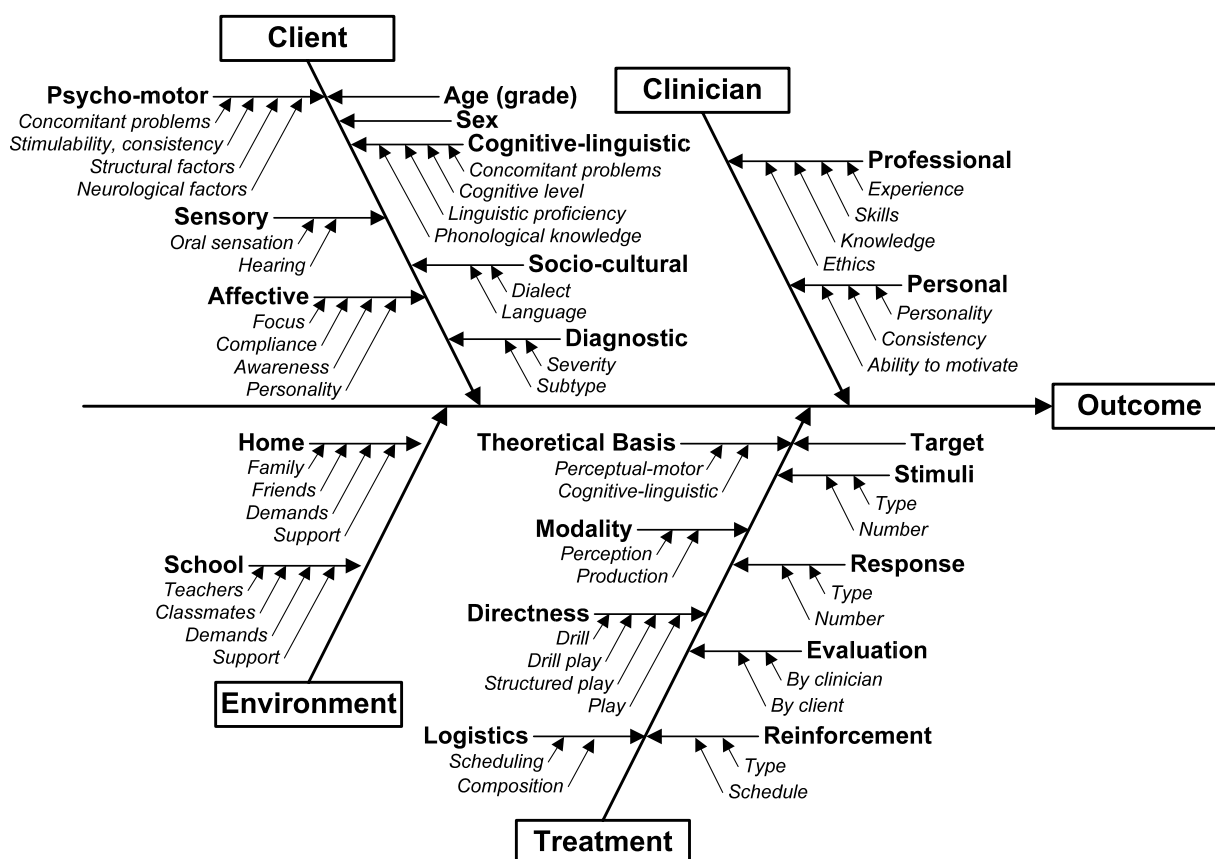 Client
Psycho-motor
Concomitant problems
Stimulability, consistency
Structural factors
Neurological factors
Sensory
Oral sensation
Hearing
Affective
Focus
Compliance
Awareness
Personality
Age (grade)
Sex
Cognitive-linguistic
Concomitant problems
Cognitive level
Linguistic proficiency
Phonological knowledge
Socio-cultural
Dialect
Language
Diagnostic
Severity
Subtype
Clinician
Professional
Experience
Skills
Knowledge
Ethics
Personal
Personality
Consistency
Ability to motivate
Outcome
Home
Family
Friends
Demands
Support
School
Teachers
Classmates
Demands
Support
Environment
Theoretical Basis
Perceptual-motor
Cognitive-linguistic
Modality
Perception
Production
Directness
Drill
Drill play
Structured play
Play
Logistics
Scheduling
Composition
Target
Stimuli
Type
Number
Response
Type
Number
Evaluation
By clinician
By client
Reinforcement
Type
Schedule
Treatment